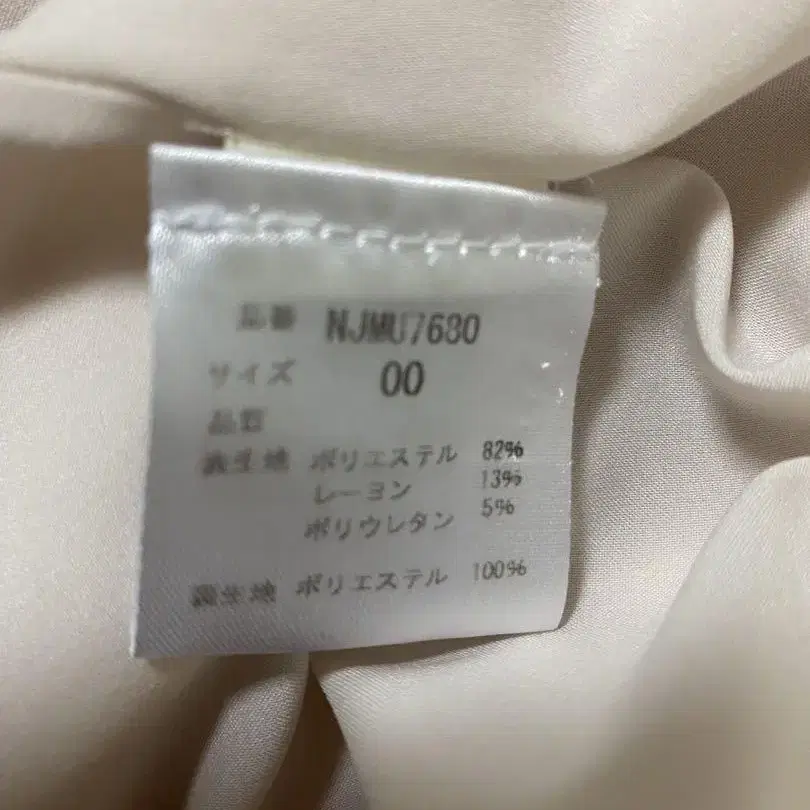 品番 NJMU7680
サイズ 00
品質
表生地 ポリエステル 82%
レーヨン 13%
ポリウレタン 5%
裏生地 ポリエステル 100%